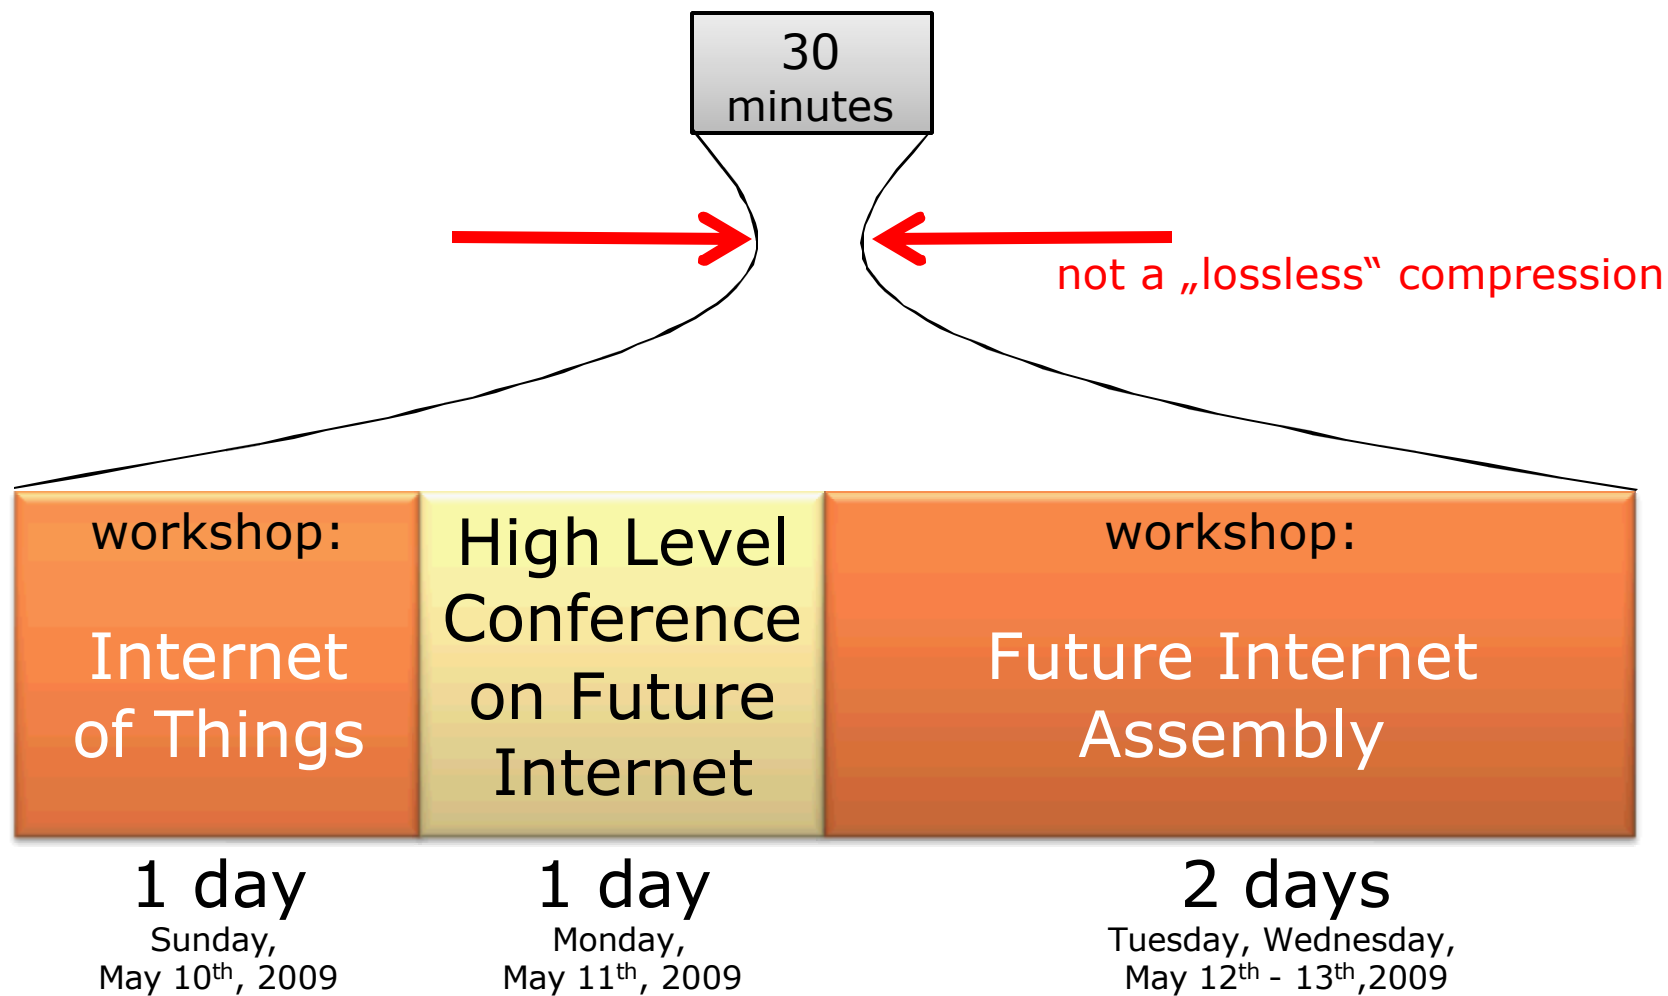 30
minutes
not a „lossless“ compression
workshop:
Internet
of Things
High Level
Conference
on Future
Internet
workshop:
Future Internet
Assembly
1 day
Sunday,
May 10th, 2009
1 day
Monday,
May 11th, 2009
2 days
Tuesday, Wednesday,
May 12th - 13th,2009